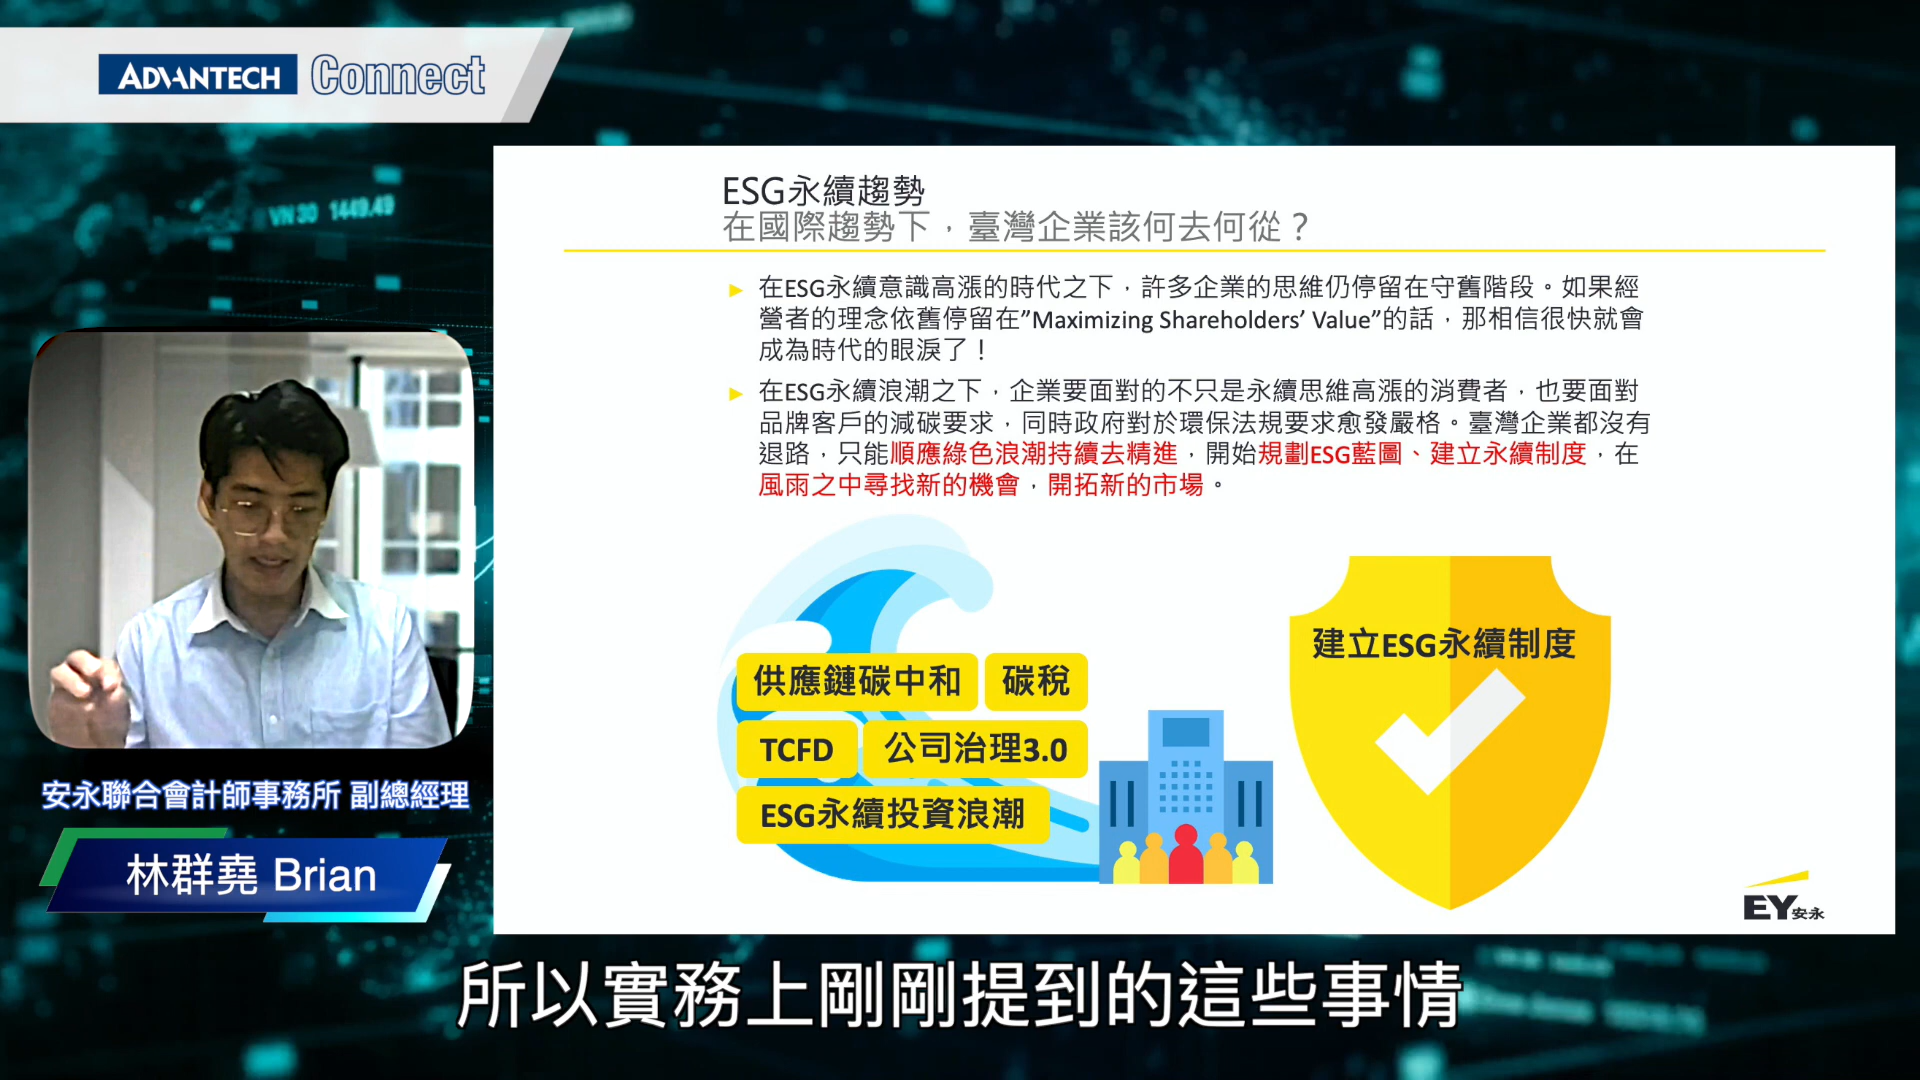 ADVANTECH Connect
VN 30 1449.49
ESG永續趨勢
在國際趨勢下，臺灣企業該何去何從？
▶ 在ESG永續意識高漲的時代之下，許多企業的思維仍停留在守舊階段。如果經
營者的理念依舊停留在”Maximizing Shareholders’ Value”的話，那相信很快就會
成為時代的眼淚了！
▶ 在ESG永續浪潮之下，企業要面對的不只是永續思維高漲的消費者，也要面對
品牌客戶的減碳要求，同時政府對於環保法規要求愈發嚴格。臺灣企業都沒有
退路，只能順應綠色浪潮持續去精進，開始規劃ESG藍圖、建立永續制度，在
風雨之中尋找新的機會，開拓新的市場。
供應鏈碳中和 碳稅
TCFD 公司治理3.0
ESG永續投資浪潮
建立ESG永續制度
EY安永
安永聯合會計師事務所 副總經理
林群堯 Brian
所以實務上剛剛提到的這些事情